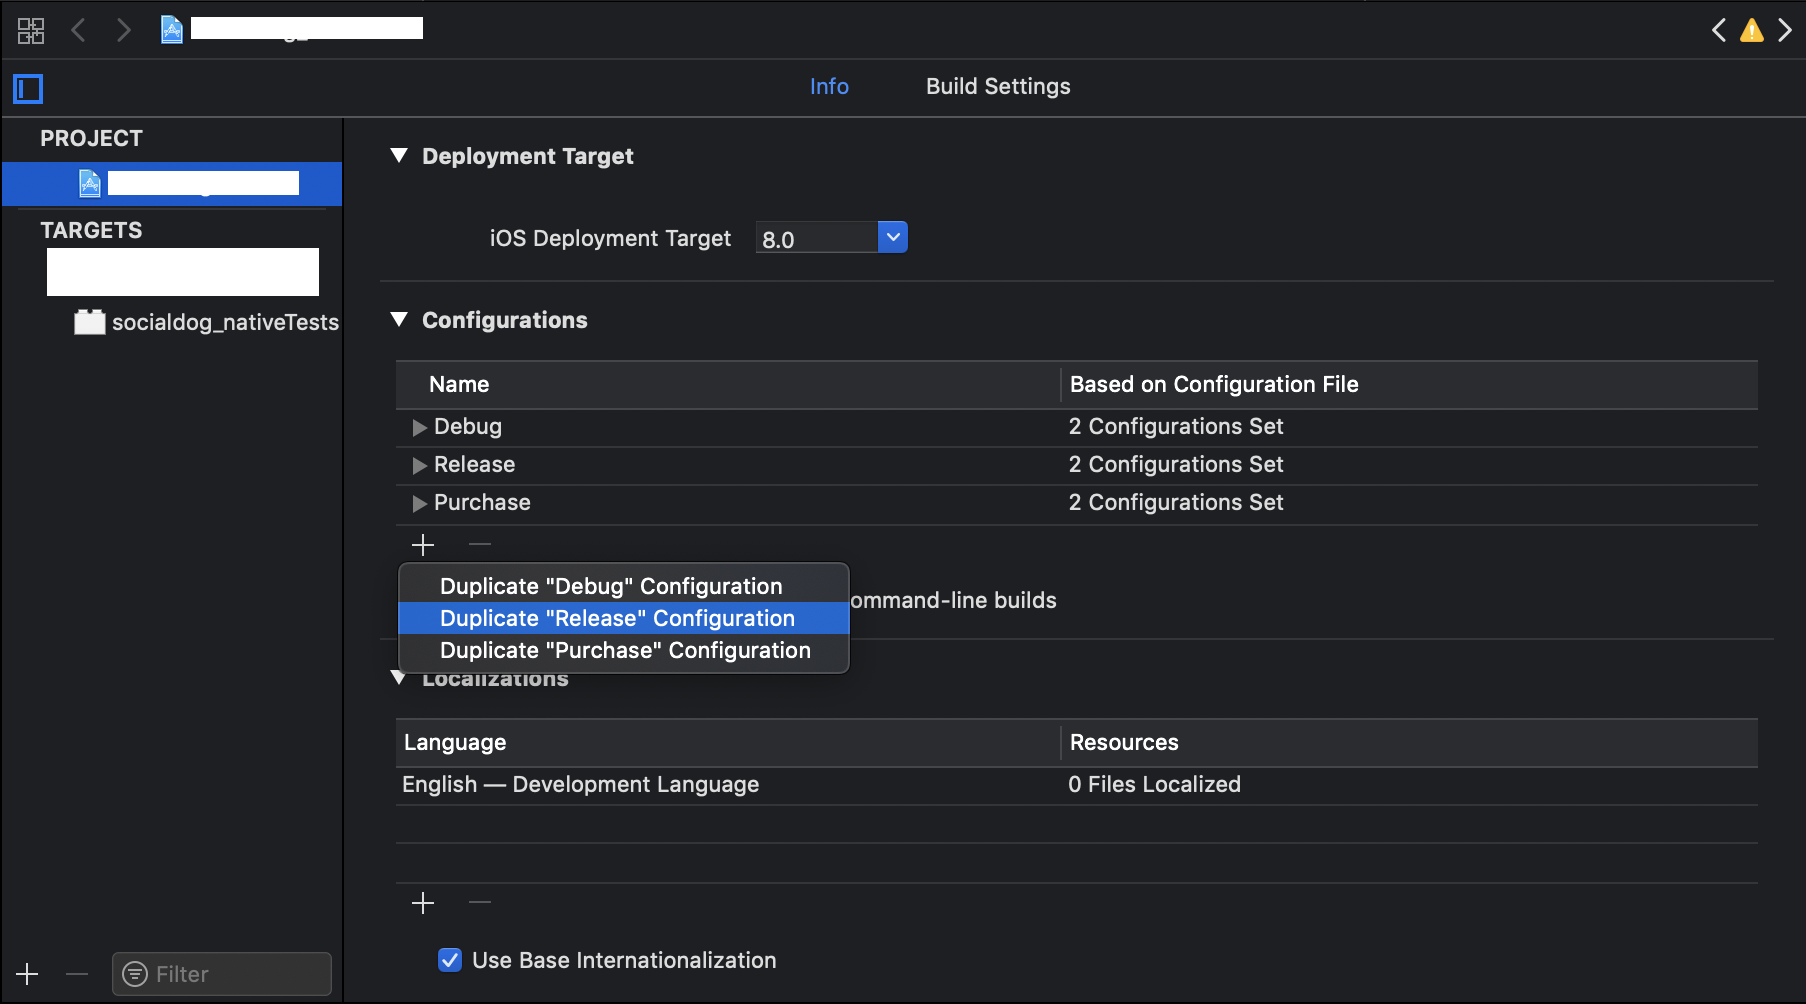 Info
Build Settings
PROJECT
TARGETS
socialdog_nativeTests
Filter
Deployment Target
iOS Deployment Target
8.0
Configurations
Name
Based on Configuration File
Debug
2 Configurations Set
Release
2 Configurations Set
Purchase
2 Configurations Set
Duplicate "Debug" Configuration
Duplicate "Release" Configuration
Duplicate "Purchase" Configuration
ommand-line builds
Localizations
Language
Resources
English — Development Language
0 Files Localized
Use Base Internationalization